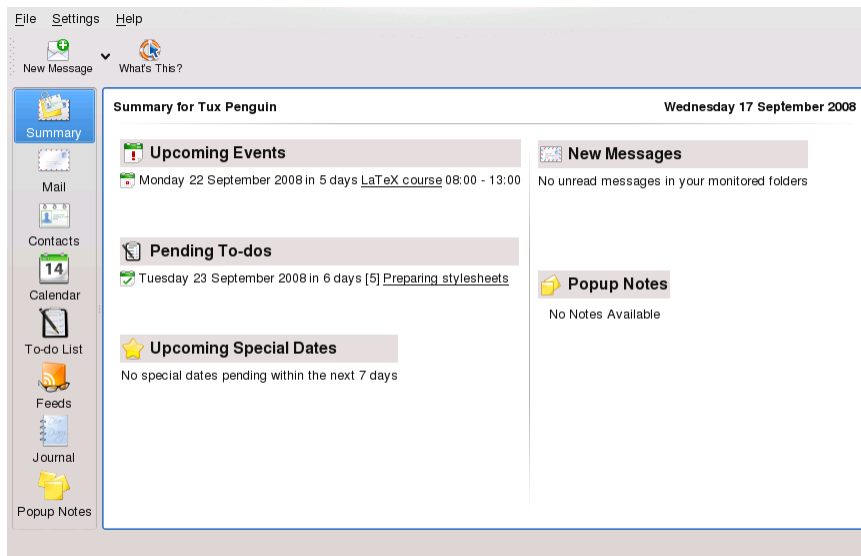 File Settings Help
New Message What's This?
Summary
Mail
Contacts
14
Calendar
To-do List
Feeds
Journal
Popup Notes
Summary for Tux Penguin Wednesday 17 September 2008
Upcoming Events
Monday 22 September 2008 in 5 days LaTeX course 08:00 - 13:00
Pending To-dos
Tuesday 23 September 2008 in 6 days [5] Preparing stylesheets
Upcoming Special Dates
No special dates pending within the next 7 days
New Messages
No unread messages in your monitored folders
Popup Notes
No Notes Available